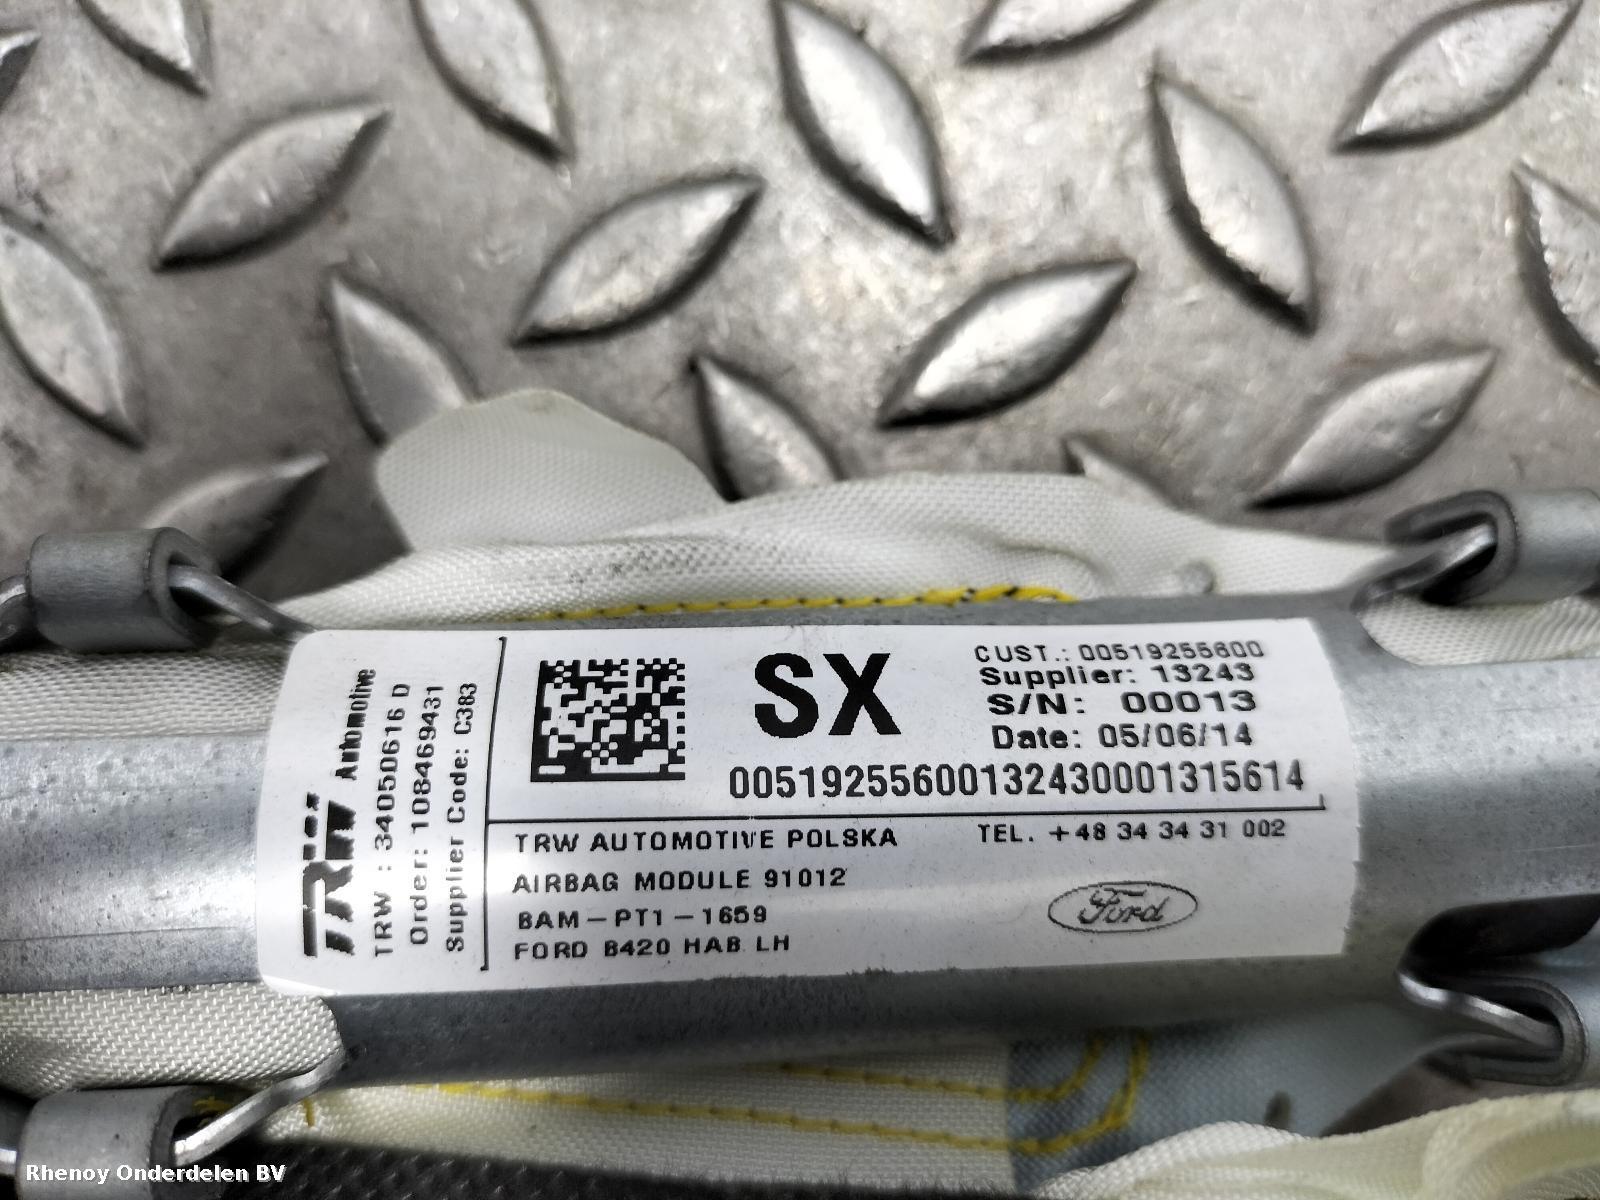 TRW Automotive
TRW : 34050616 D
Order: 108469431
Supplier Code: C383
SX
CUST.: 00519255600
Supplier: 13243
S/N: 00013
Date: 05/06/14
00519255600132430001315614
TRW AUTOMOTIVE POLSKA
TEL. +48 34 34 31 002
AIRBAG MODULE 91012
BAM-PT1-1659
FORD B420 HAB LH
Ford
Rhenoy Onderdelen BV